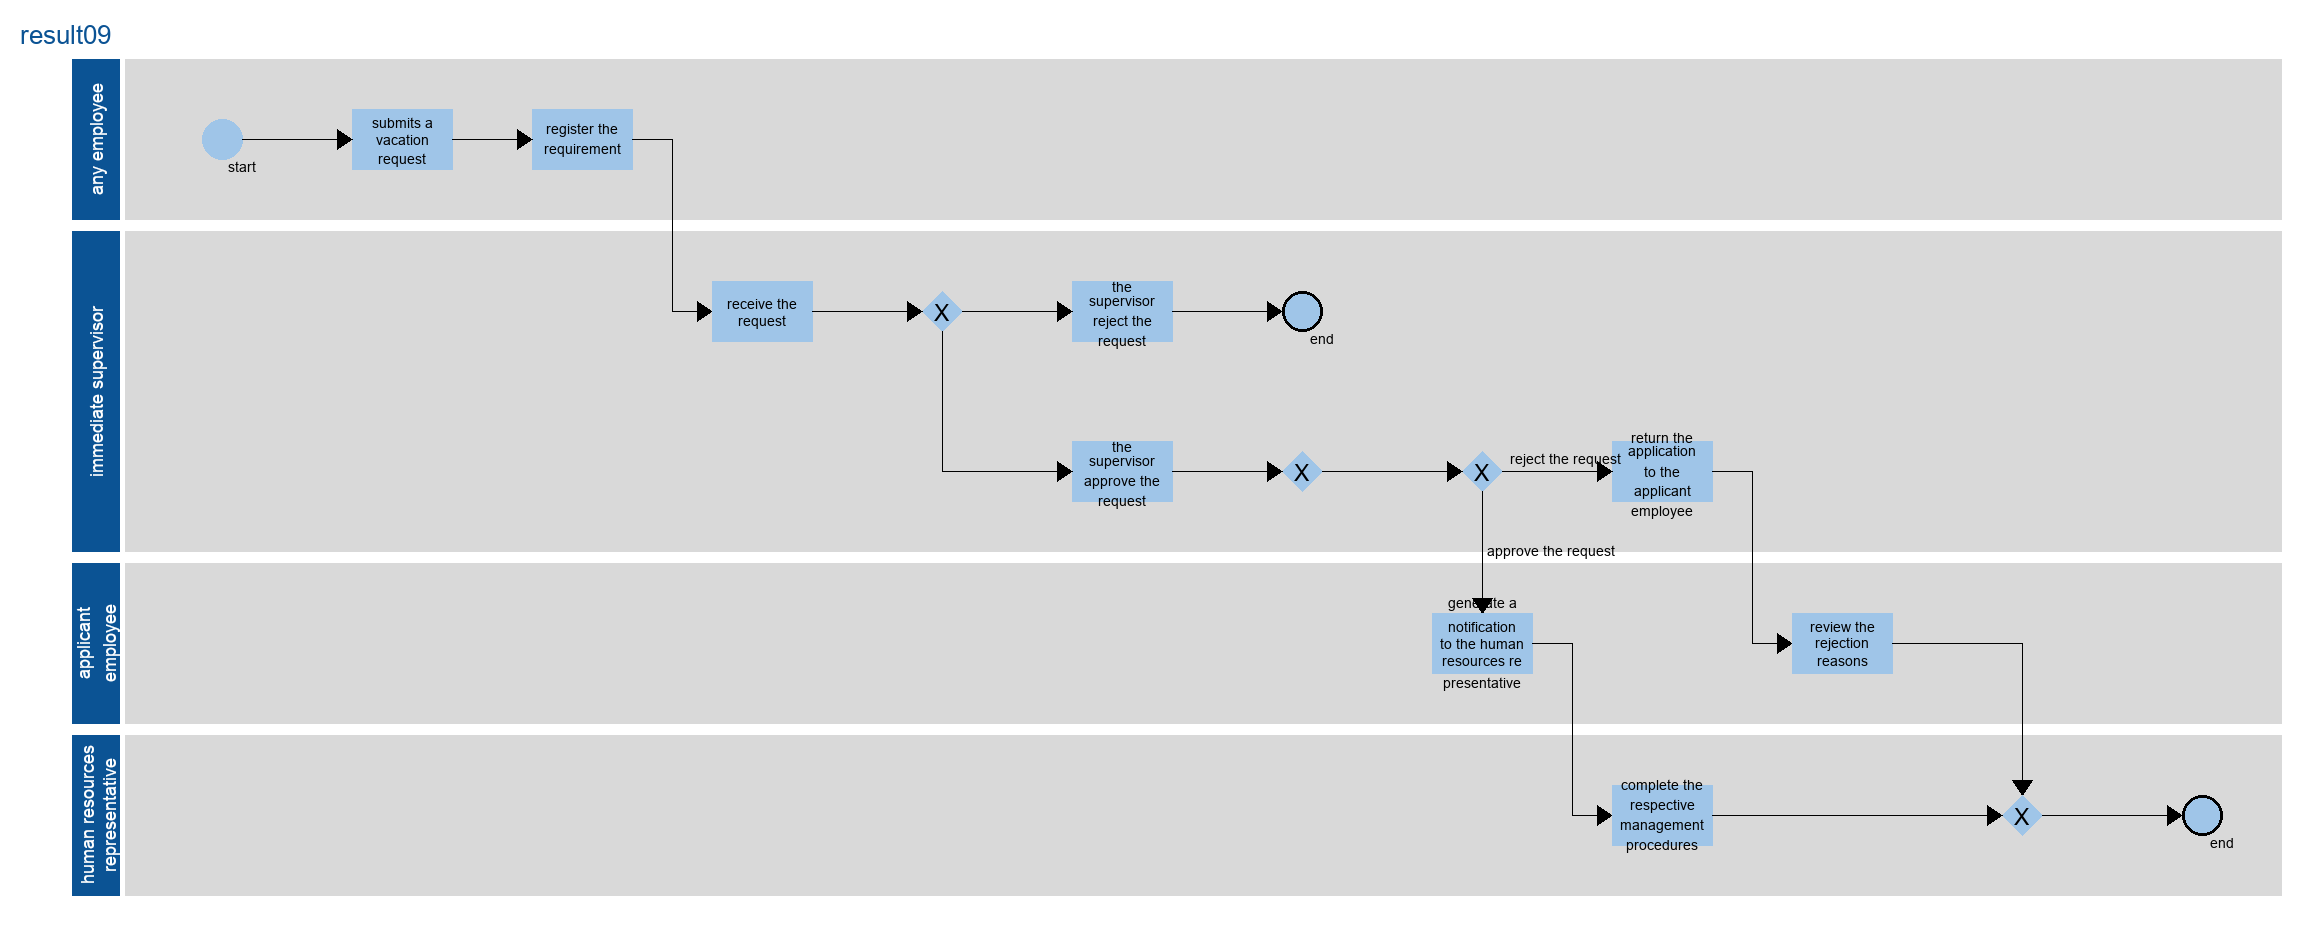 result09
any employee
start
submits a
vacation
request
register the
requirement
immediate supervisor
receive the
request
X
the
supervisor
reject the
request
end
the
supervisor
approve the
request
X
X
reject the request
return the
application
to the
applicant
employee
approve the request
applicant
employee
generate a
notification
to the human
resources re
presentative
review the
rejection
reasons
human resources
representative
complete the
respective
management
procedures
X
end